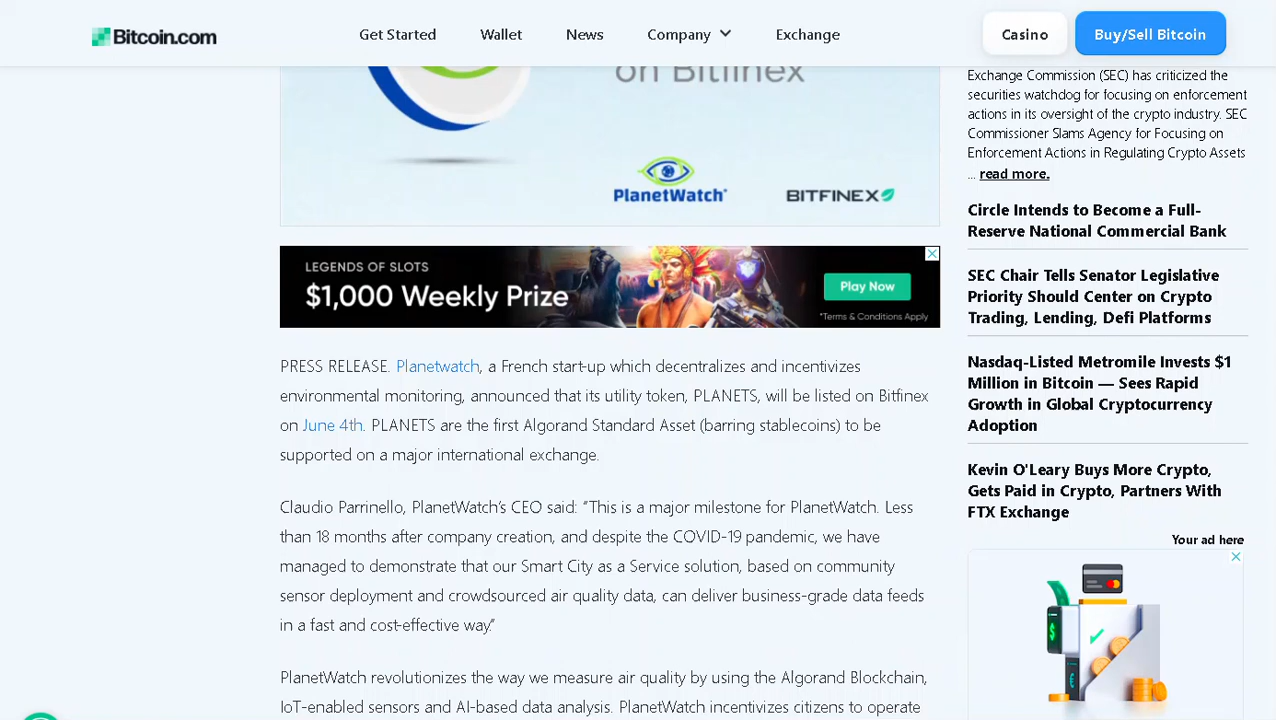 Bitcoin.com
Get Started
Wallet
News
Company
Exchange
Casino
Buy/Sell Bitcoin
on Bitfinex
PlanetWatch
BITFINEX
LEGENDS OF SLOTS
$1,000 Weekly Prize
Play Now
*Terms & Conditions Apply
PRESS RELEASE. Planetwatch, a French start-up which decentralizes and incentivizes
environmental monitoring, announced that its utility token, PLANETS, will be listed on Bitfinex
on June 4th. PLANETS are the first Algorand Standard Asset (barring stablecoins) to be
supported on a major international exchange.
Claudio Parrinello, PlanetWatch’s CEO said: “This is a major milestone for PlanetWatch. Less
than 18 months after company creation, and despite the COVID-19 pandemic, we have
managed to demonstrate that our Smart City as a Service solution, based on community
sensor deployment and crowdsourced air quality data, can deliver business-grade data feeds
in a fast and cost-effective way.”
PlanetWatch revolutionizes the way we measure air quality by using the Algorand Blockchain,
IoT-enabled sensors and AI-based data analysis. PlanetWatch incentivizes citizens to operate
Exchange Commission (SEC) has criticized the
securities watchdog for focusing on enforcement
actions in its oversight of the crypto industry. SEC
Commissioner Slams Agency for Focusing on
Enforcement Actions in Regulating Crypto Assets
... read more.
Circle Intends to Become a Full-
Reserve National Commercial Bank
SEC Chair Tells Senator Legislative
Priority Should Center on Crypto
Trading, Lending, Defi Platforms
Nasdaq-Listed Metromile Invests $1
Million in Bitcoin — Sees Rapid
Growth in Global Cryptocurrency
Adoption
Kevin O'Leary Buys More Crypto,
Gets Paid in Crypto, Partners With
FTX Exchange
Your ad here